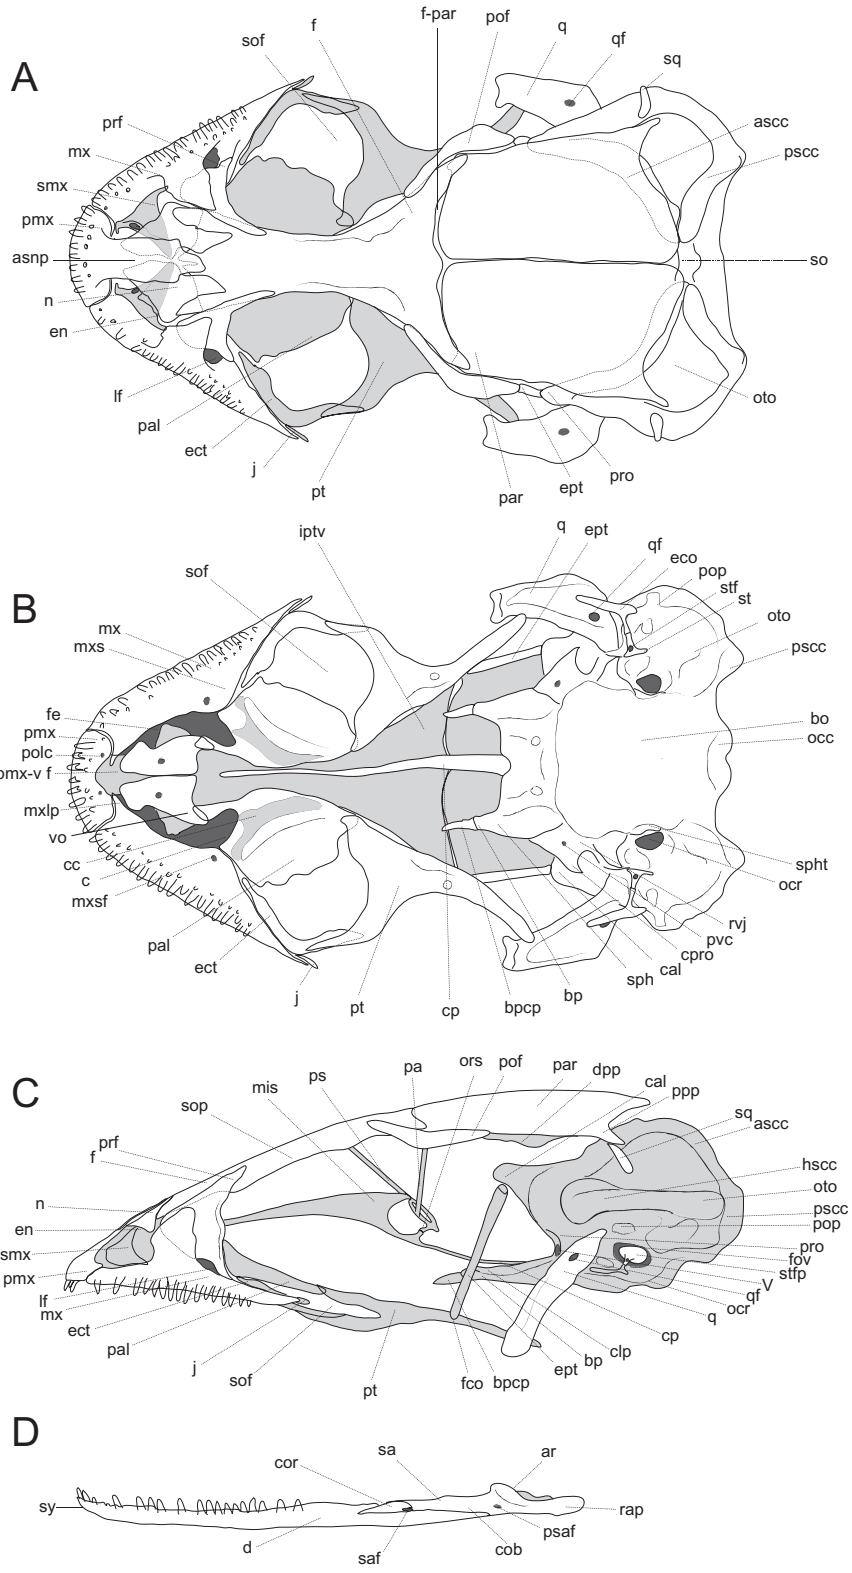 A
sof
f
f-par
pof
q
qf
sq
prf
mx
smx
pmx
asnp
n
en
lf
pal
ect
j
pt
par
ept
pro
oto
so
pscc
ascc
B
iptv
sof
mx
mxs
fe
pmx
polc
pmx-v f
mxlp
vo
cc
c
mxsf
pal
ect
j
pt
cp
bpcp
bp
sph
cal
cpro
pvc
rvj
ocr
spht
occ
bo
pscc
oto
st
stf
pop
eco
qf
ept
q
C
sop
mis
ps
pa
ors
pof
par
dpp
cal
ppp
sq
ascc
hscc
oto
pscc
pop
pro
fov
stfp
V
qf
ocr
q
cp
clp
bp
ept
bpcp
fco
pt
sof
j
pal
ect
mx
lf
pmx
smx
en
n
f
prf
D
sy
cor
sa
ar
rap
psaf
cob
saf
d